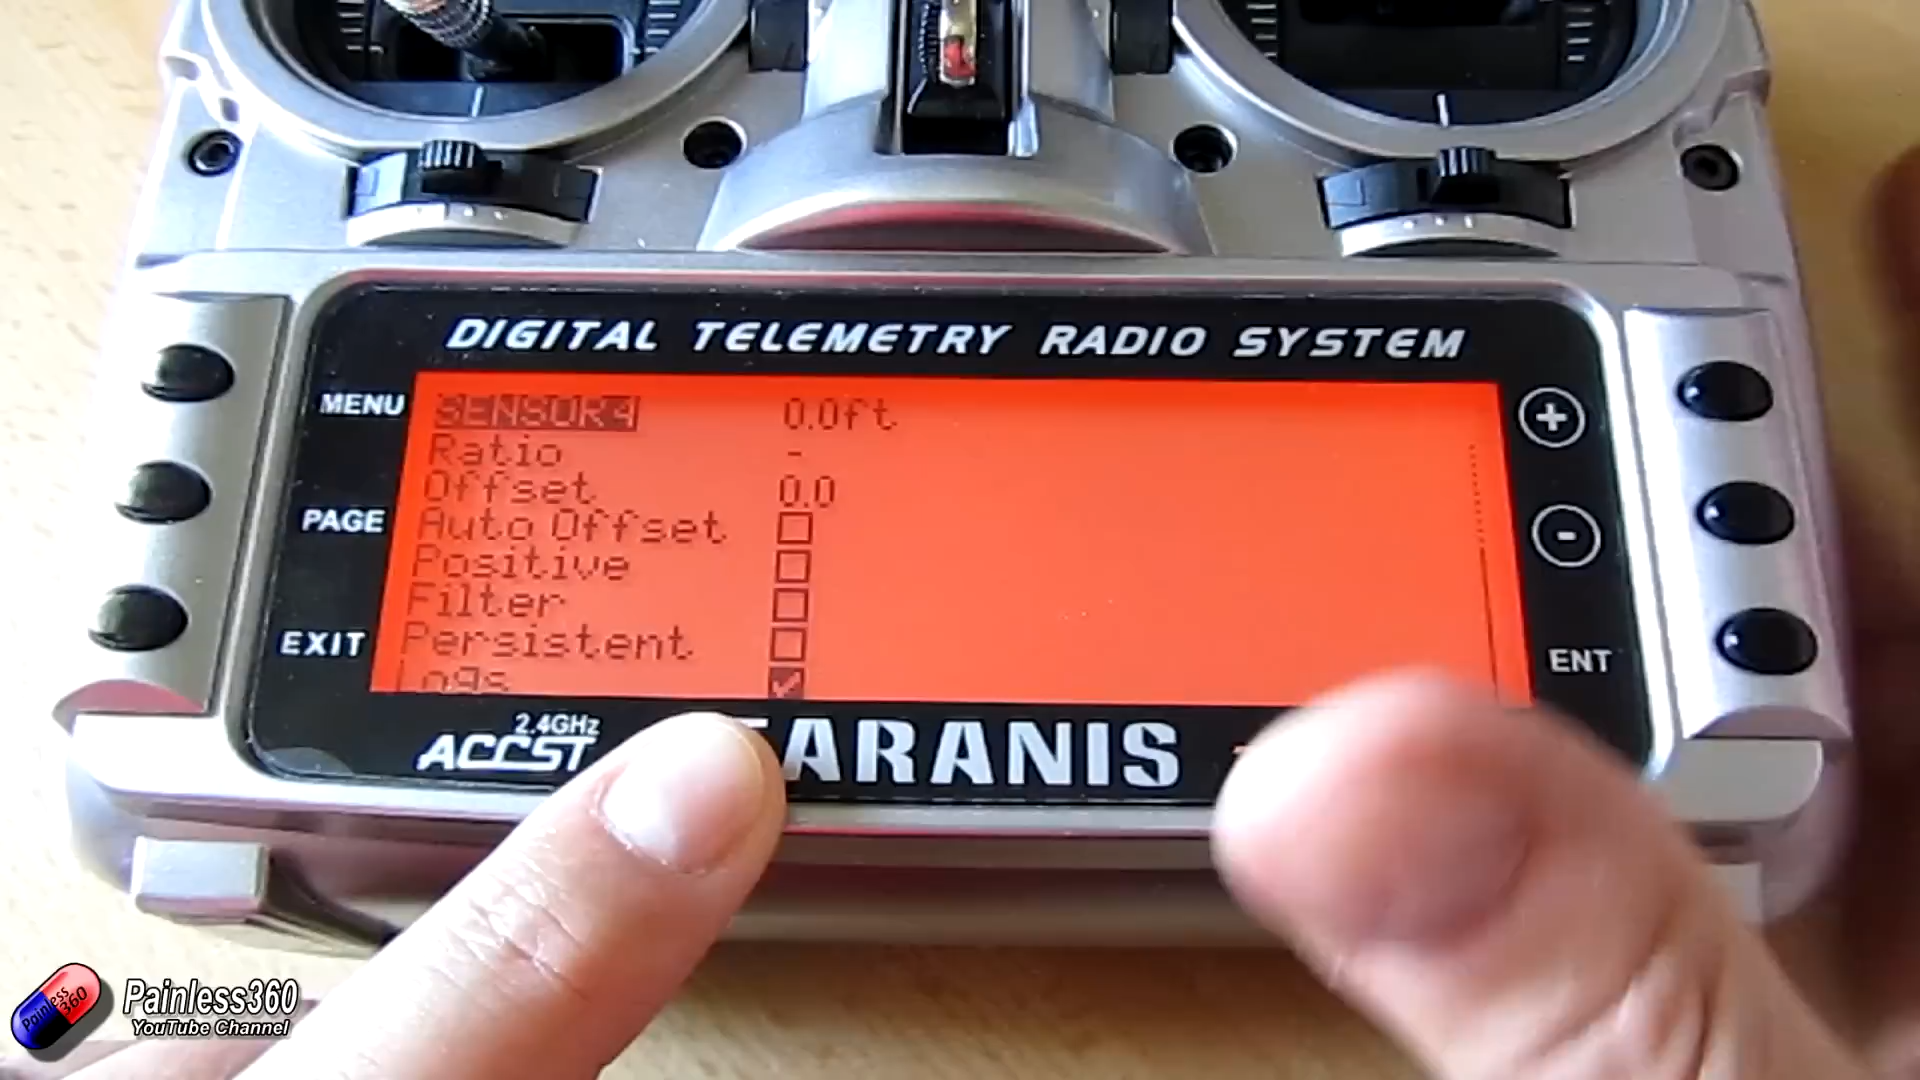 DIGITAL TELEMETRY RADIO SYSTEM
MENU
PAGE
EXIT
SENSOR4 0.0ft
Ratio -
Offset 0.0
Auto Offset
Positive
Filter
Persistent
Logs
+
-
ENT
2.4GHz
ACCST
TARANIS
Painless360
Painless360
YouTube Channel